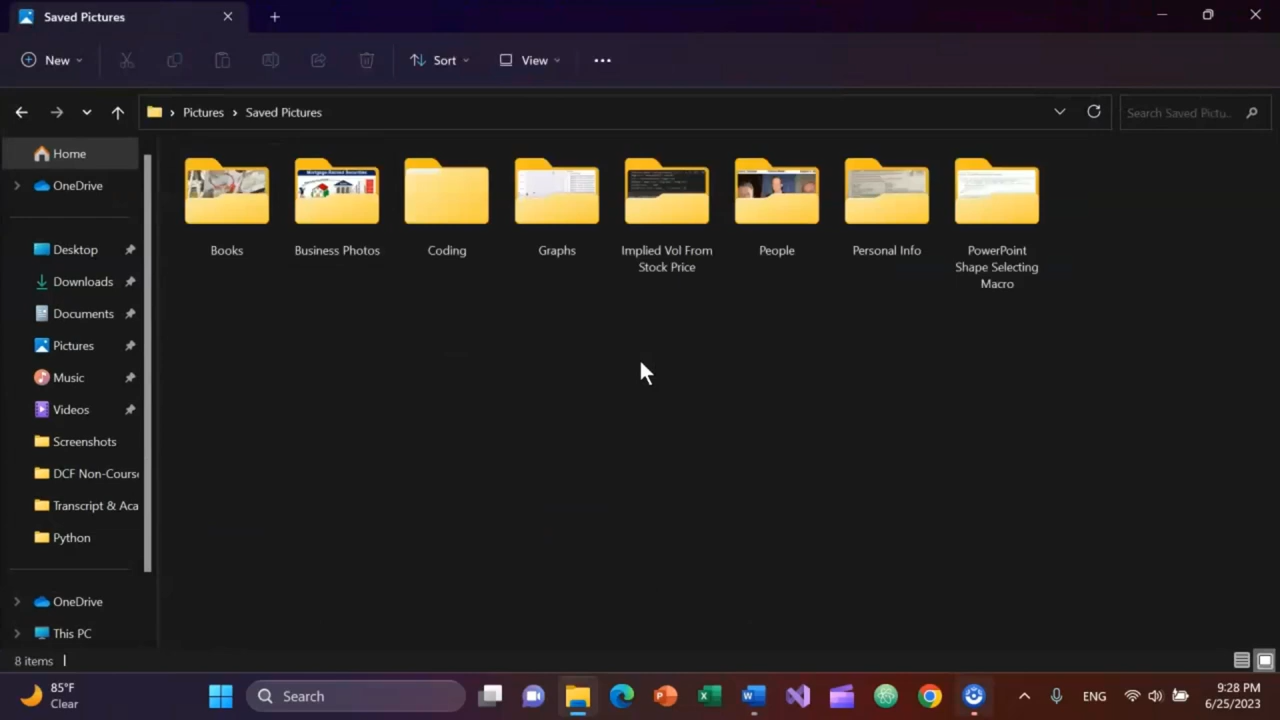 Saved Pictures
New
Sort
View
Pictures
Saved Pictures
Search Saved Pictu...
Home
OneDrive
Desktop
Downloads
Documents
Pictures
Music
Videos
Screenshots
DCF Non-Course
Transcript & Aca
Python
OneDrive
This PC
Mortgage-Backed Securities
Books
Business Photos
Coding
Graphs
Implied Vol From
Stock Price
People
Personal Info
PowerPoint
Shape Selecting
Macro
8 items
85°F
Clear
Search
ENG
9:28 PM
6/25/2023